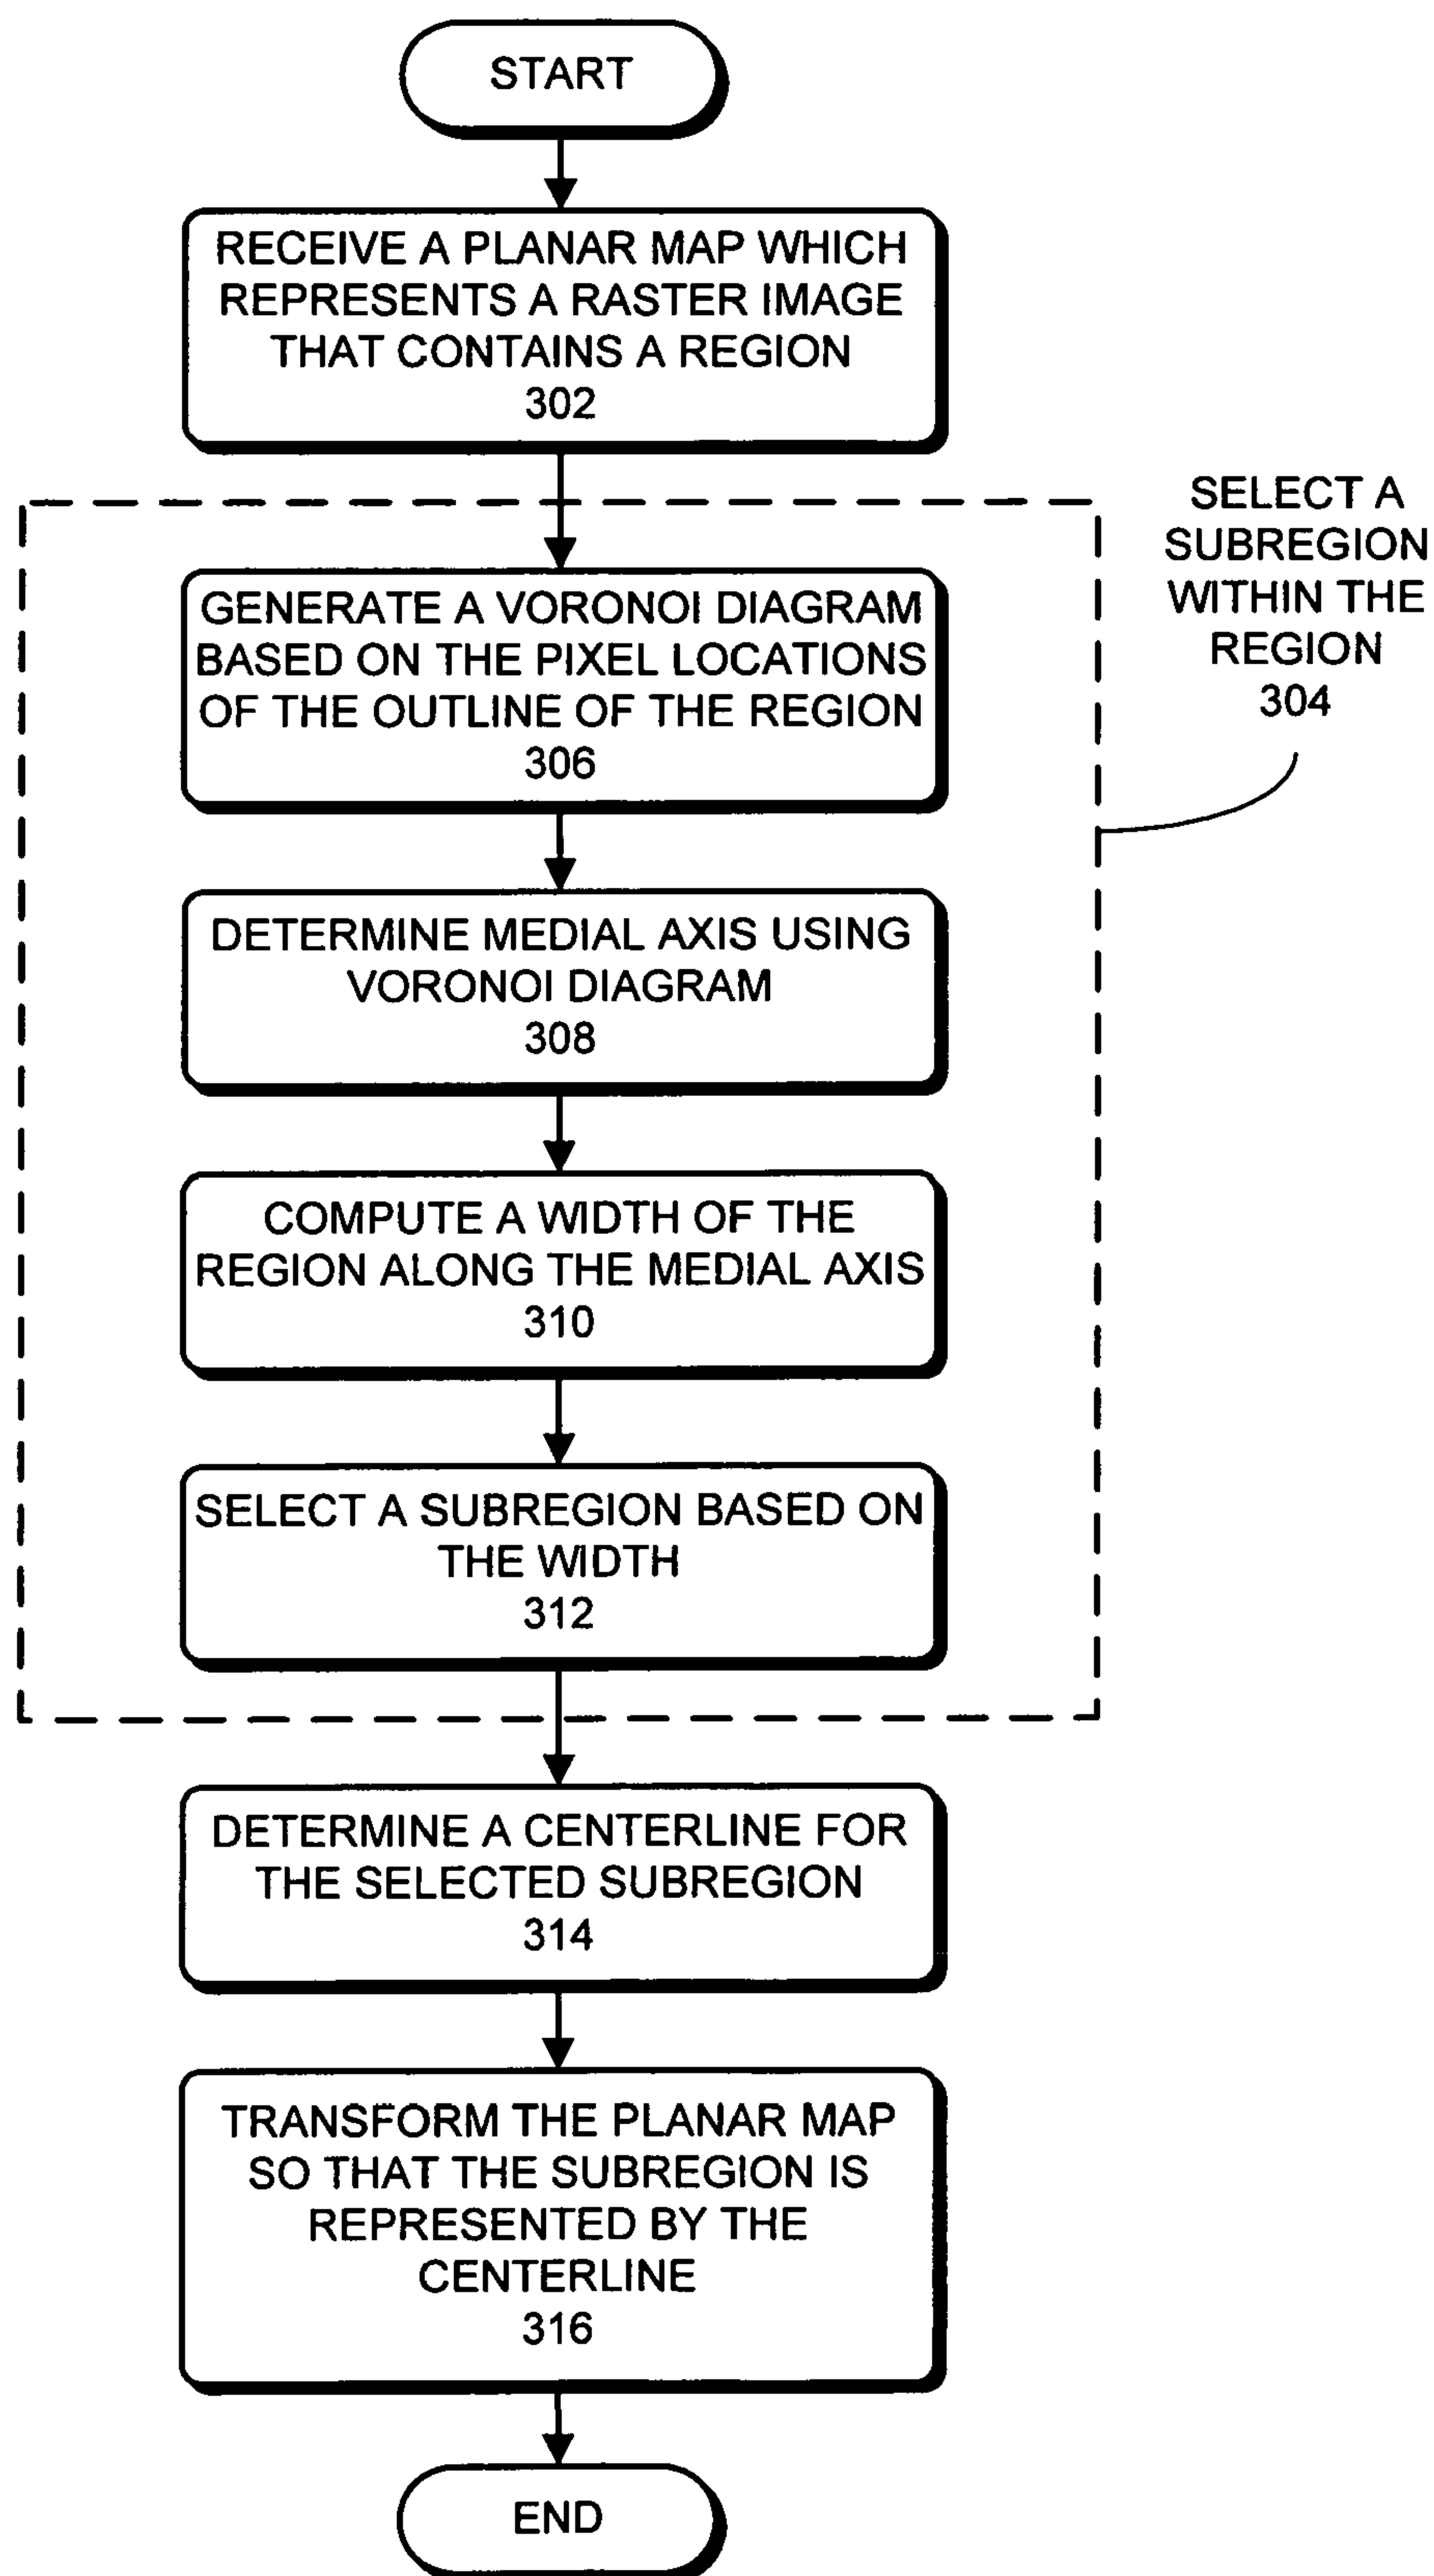 START
RECEIVE A PLANAR MAP WHICH
REPRESENTS A RASTER IMAGE
THAT CONTAINS A REGION
302
SELECT A
SUBREGION
WITHIN THE
REGION
304
GENERATE A VORONOI DIAGRAM
BASED ON THE PIXEL LOCATIONS
OF THE OUTLINE OF THE REGION
306
DETERMINE MEDIAL AXIS USING
VORONOI DIAGRAM
308
COMPUTE A WIDTH OF THE
REGION ALONG THE MEDIAL AXIS
310
SELECT A SUBREGION BASED ON
THE WIDTH
312
DETERMINE A CENTERLINE FOR
THE SELECTED SUBREGION
314
TRANSFORM THE PLANAR MAP
SO THAT THE SUBREGION IS
REPRESENTED BY THE
CENTERLINE
316
END